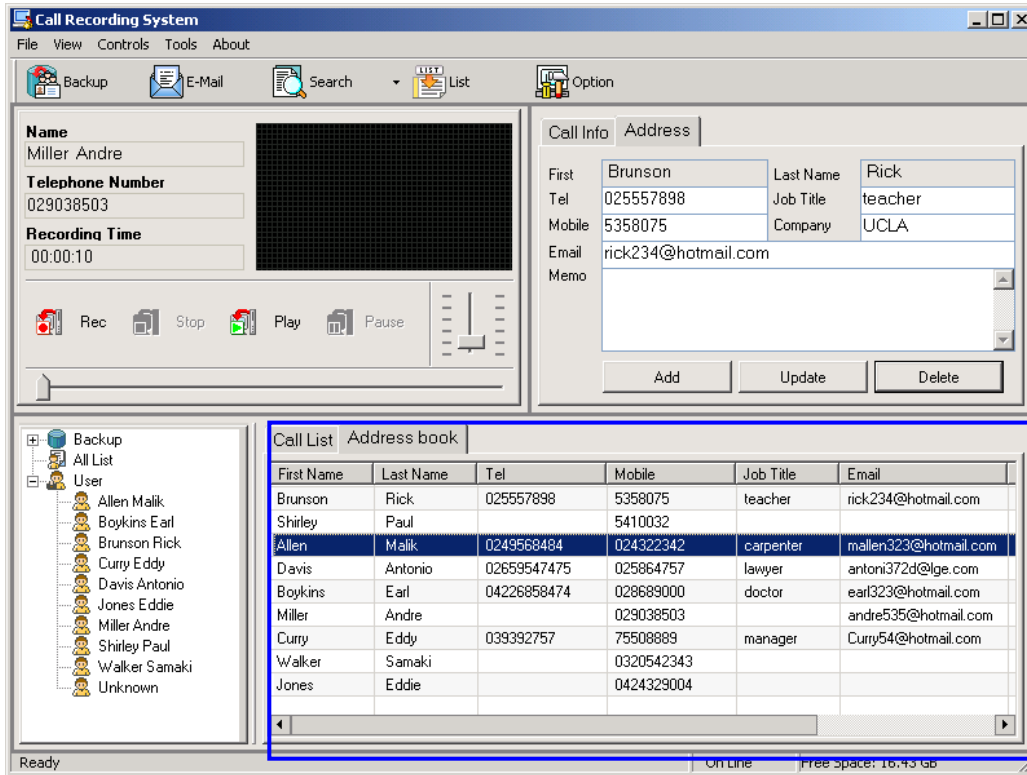 Call Recording System
File View Controls Tools About
Backup E-Mail Search LIST List Option
Name
Miller Andre
Telephone Number
029038503
Recording Time
00:00:10
Rec Stop Play Pause
Call Info Address
First Brunson Last Name Rick
Tel 025557898 Job Title teacher
Mobile 5358075 Company UCLA
Email rick234@hotmail.com
Memo
Add Update Delete
Backup
All List
User
Allen Malik
Boykins Earl
Brunson Rick
Curry Eddy
Davis Antonio
Jones Eddie
Miller Andre
Shirley Paul
Walker Samaki
Unknown
Call List Address book
First Name Last Name Tel Mobile Job Title Email
Brunson Rick 025557898 5358075 teacher rick234@hotmail.com
Shirley Paul 5410032
Allen Malik 0249568484 024322342 carpenter mallen323@hotmail.com
Davis Antonio 02659547475 025864757 lawyer antoni372d@lge.com
Boykins Earl 04226858474 028689000 doctor earl323@hotmail.com
Miller Andre 029038503 andre535@hotmail.com
Curry Eddy 039392757 75508889 manager Curry54@hotmail.com
Walker Samaki 0320542343
Jones Eddie 0424329004
Ready On Line Free Space: 16.43 GB